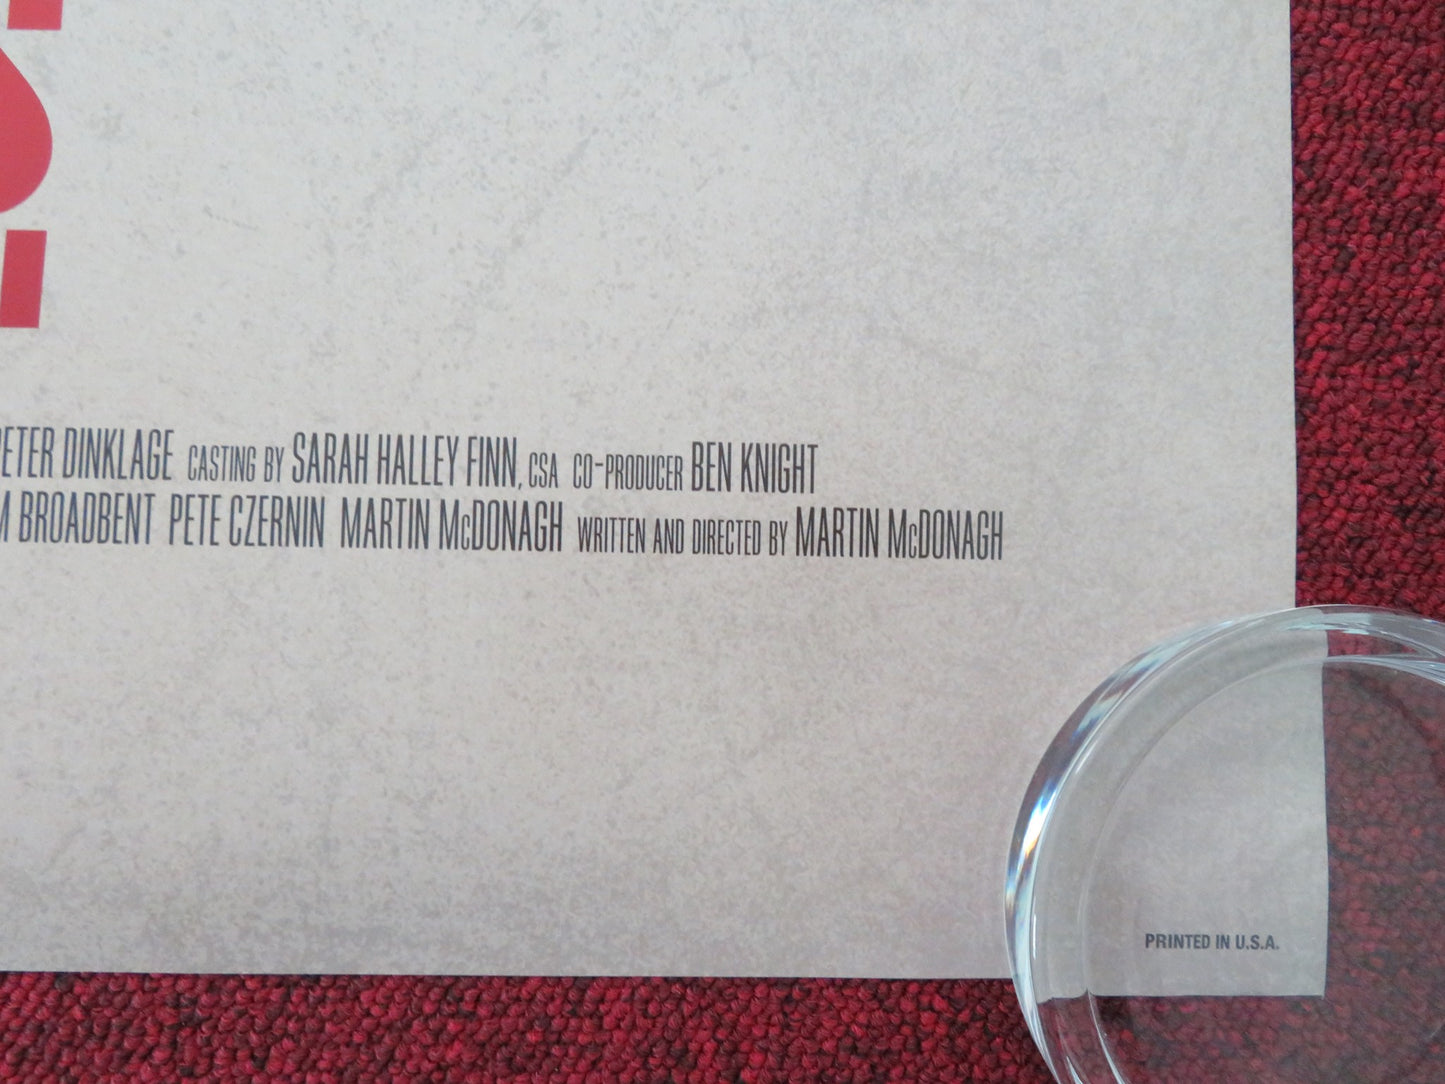 PETER DINKLAGE CASTING BY SARAH HALLEY FINN, CSA CO-PRODUCER BEN KNIGHT
BROADBENT PETE CZERNIN MARTIN McDONAGH WRITTEN AND DIRECTED BY MARTIN McDONAGH
PRINTED IN U.S.A.